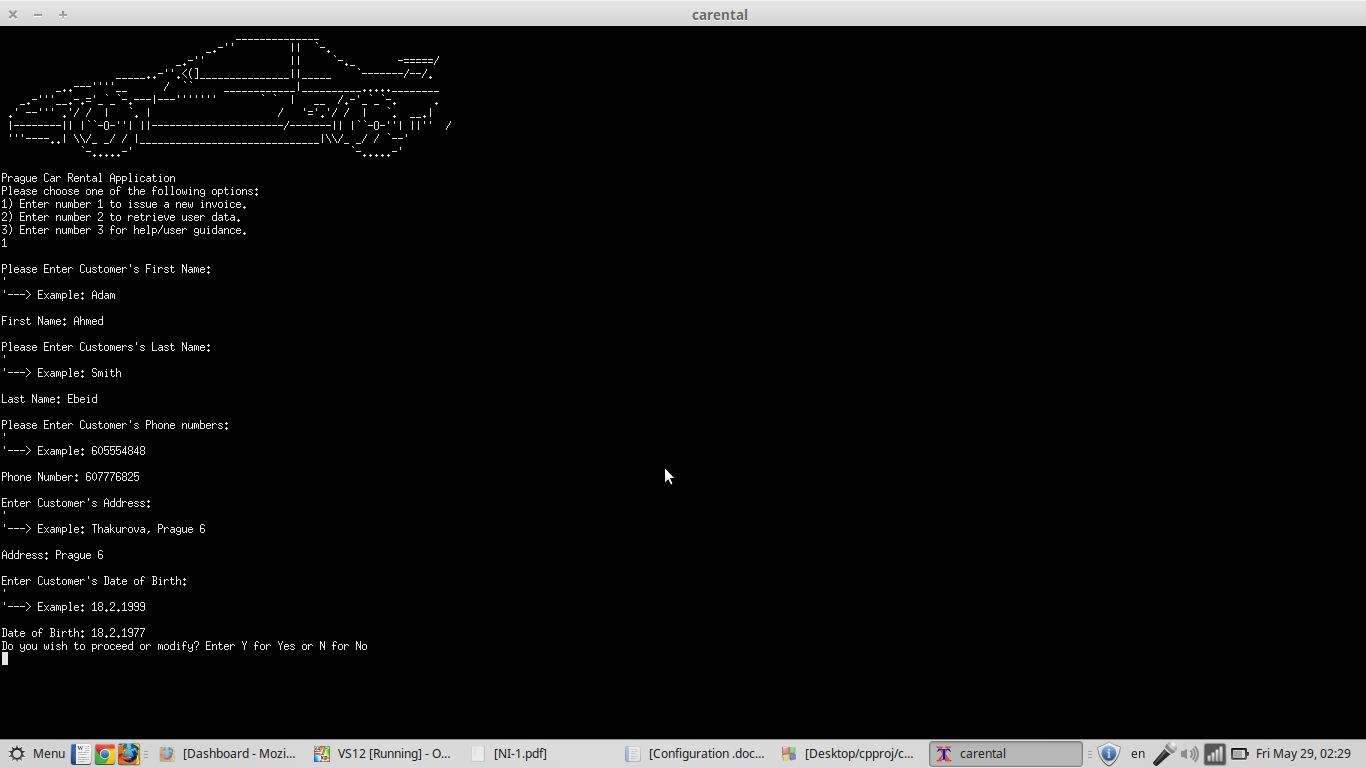 carental
Prague Car Rental Application
Please choose one of the following options:
1) Enter number 1 to issue a new invoice.
2) Enter number 2 to retrieve user data.
3) Enter number 3 for help/user guidance.
1
Please Enter Customer's First Name:
'
'---> Example: Adam
First Name: Ahmed
Please Enter Customers's Last Name:
'
'---> Example: Smith
Last Name: Ebeid
Please Enter Customer's Phone numbers:
'
'---> Example: 605554848
Phone Number: 607776825
Enter Customer's Address:
'
'---> Example: Thakurova, Prague 6
Address: Prague 6
Enter Customer's Date of Birth:
'
'---> Example: 18.2.1999
Date of Birth: 18.2.1977
Do you wish to proceed or modify? Enter Y for Yes or N for No
Menu [Dashboard - Mozi... VS12 [Running] - O... [NI-1.pdf] [Configuration .doc... [Desktop/cpproj/c... carental en Fri May 29, 02:29